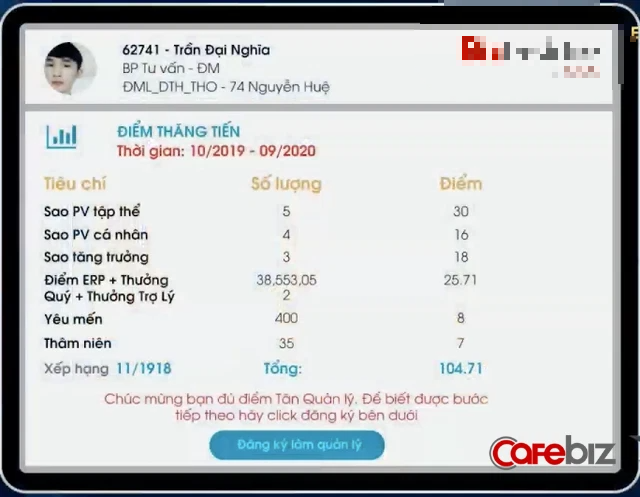 62741 - Trần Đại Nghĩa
BP Tư vấn - ĐM
ĐML_DTH_THO - 74 Nguyễn Huệ
ĐIỂM THĂNG TIẾN
Thời gian: 10/2019 - 09/2020
Tiêu chí Số lượng Điểm
Sao PV tập thể 5 30
Sao PV cá nhân 4 16
Sao tăng trưởng 3 18
Điểm ERP + Thưởng 38,553,05 25.71
Quý + Thưởng Trợ Lý 2
Yêu mến 400 8
Thâm niên 35 7
Xếp hạng 11/1918 Tổng: 104.71
Chúc mừng bạn đủ điểm Tân Quản lý. Để biết được bước
tiếp theo hãy click đăng ký bên dưới
Đăng ký làm quản lý
Cafebiz